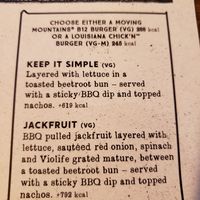 CHOOSE EITHER A MOVING
MOUNTAINS® B12 BURGER (VG) 288 kcal
OR A LOUISIANA CHICK'N™
BURGER (VG-M) 245 kcal
KEEP IT SIMPLE (VG)
Layered with lettuce in a
toasted beetroot bun – served
with a sticky BBQ dip and topped
nachos. +619 kcal
JACKFRUIT (VG)
BBQ pulled jackfruit layered with
lettuce, sautéed red onion, spinach
and Violife grated mature, between
a toasted beetroot bun – served
with a sticky BBQ dip and topped
nachos. +792 kcal